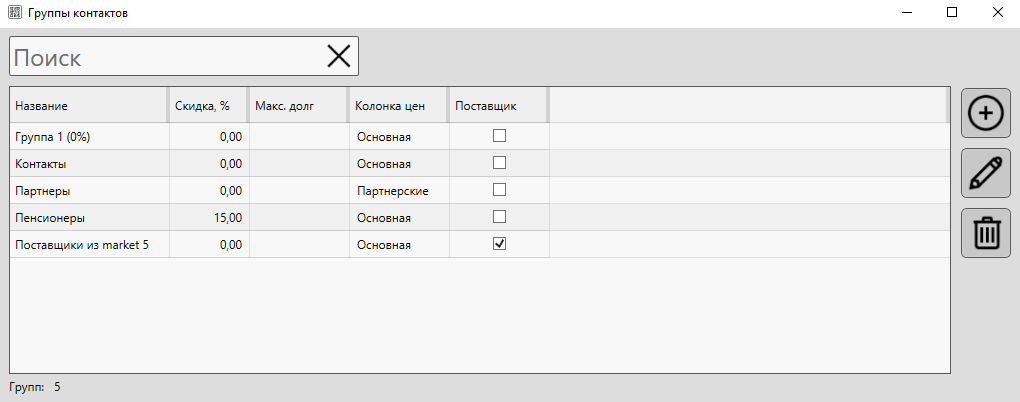 Группы контактов
Поиск
Название Скидка, % Макс. долг Колонка цен Поставщик
Группа 1 (0%) 0,00 Основная
Контакты 0,00 Основная
Партнеры 0,00 Партнерские
Пенсионеры 15,00 Основная
Поставщики из market 5 0,00 Основная
Групп: 5